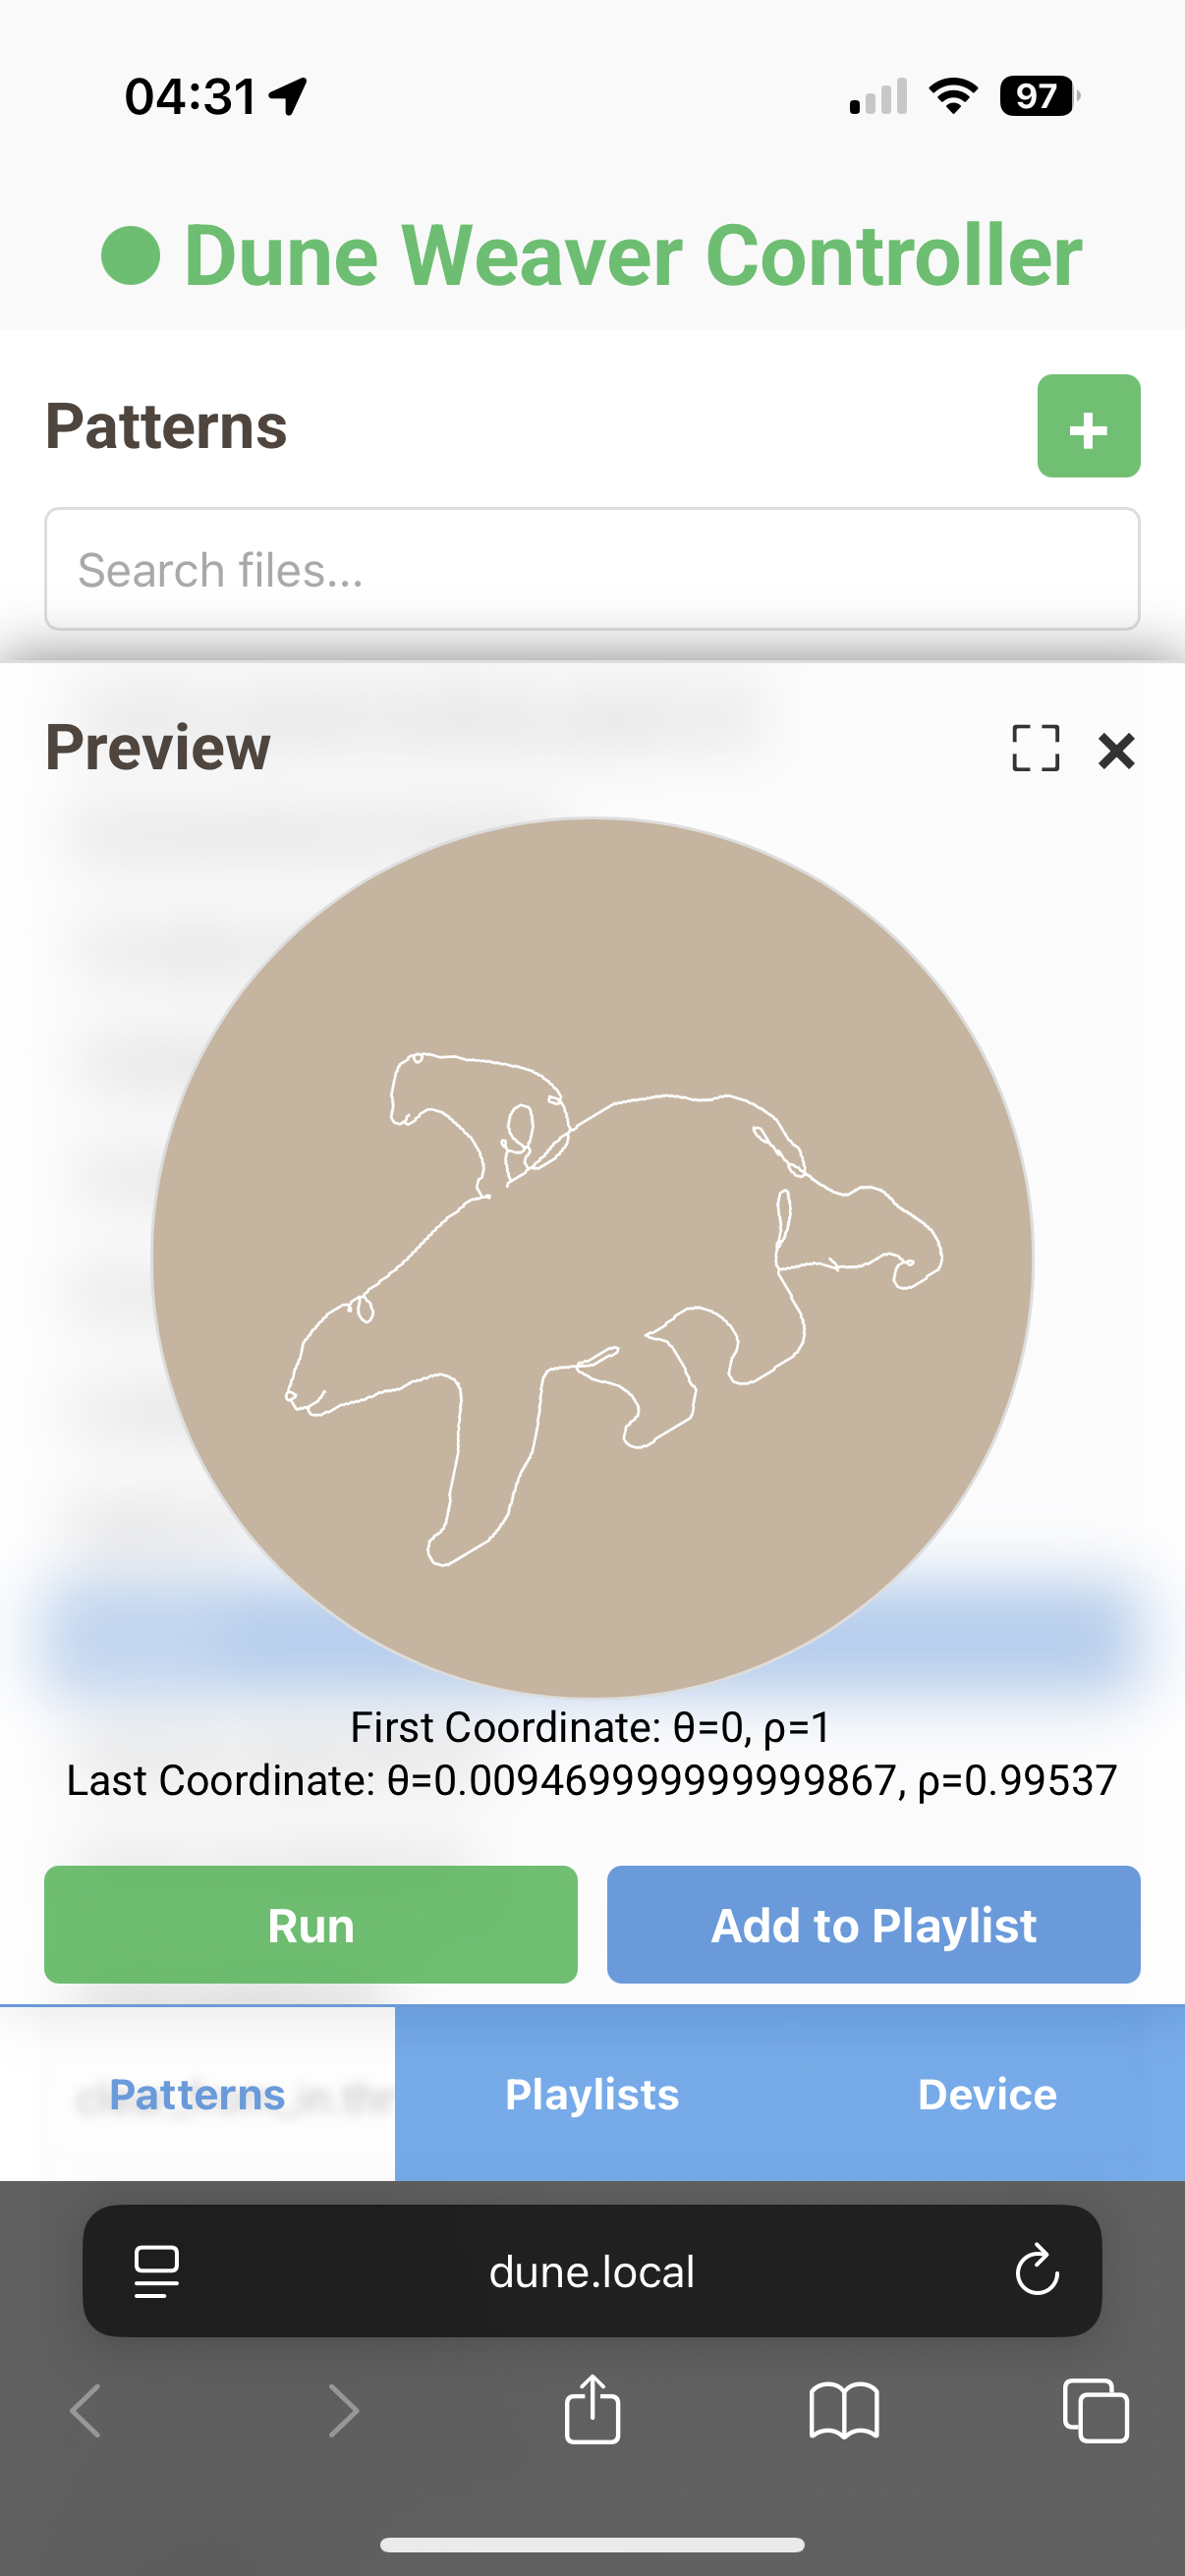 04:31
97
Dune Weaver Controller
Patterns
+
Search files...
Preview
First Coordinate: θ=0, ρ=1
Last Coordinate: θ=0.009469999999999867, ρ=0.99537
Run
Add to Playlist
Patterns
Playlists
Device
dune.local